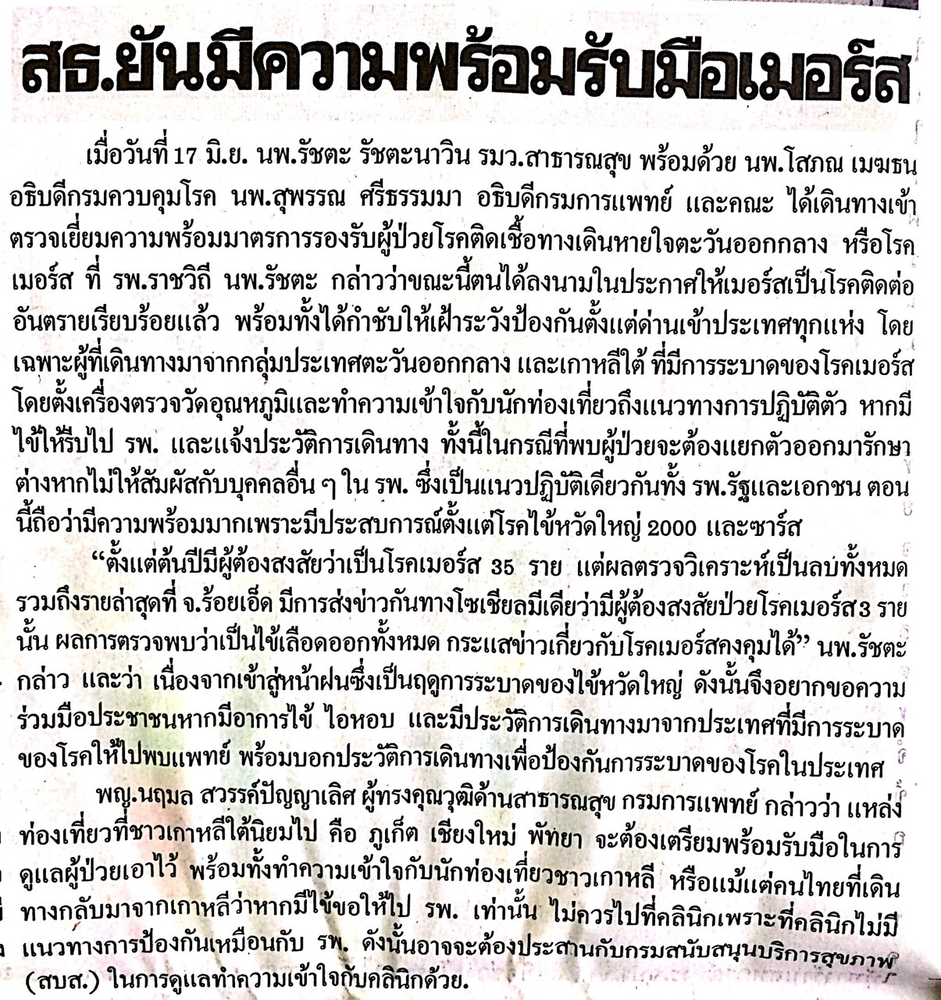 สธ.ยันมีความพร้อมรับมือเมอร์ส
เมื่อวันที่ 17 มิ.ย. นพ.รัชตะ รัชตะนาวิน รมว.สาธารณสุข พร้อมด้วย นพ.โสภณ เมฆธน
อธิบดีกรมควบคุมโรค นพ.สุพรรณ ศรีธรรมมา อธิบดีกรมการแพทย์ และคณะ ได้เดินทางเข้า
ตรวจเยี่ยมความพร้อมมาตรการรองรับผู้ป่วยโรคติดเชื้อทางเดินหายใจตะวันออกกลาง หรือโรค
เมอร์ส ที่ รพ.ราชวิถี นพ.รัชตะ กล่าวว่าขณะนี้ตนได้ลงนามในประกาศให้เมอร์สเป็นโรคติดต่อ
อันตรายเรียบร้อยแล้ว พร้อมทั้งได้กำชับให้เฝ้าระวังป้องกันตั้งแต่ด่านเข้าประเทศทุกแห่ง โดย
เฉพาะผู้ที่เดินทางมาจากกลุ่มประเทศตะวันออกกลาง และเกาหลีใต้ ที่มีการระบาดของโรคเมอร์ส
โดยตั้งเครื่องตรวจวัดอุณหภูมิและทำความเข้าใจกับนักท่องเที่ยวถึงแนวทางการปฏิบัติตัว หากมี
ไข้ให้รีบไป รพ. และแจ้งประวัติการเดินทาง ทั้งนี้ในกรณีที่พบผู้ป่วยจะต้องแยกตัวออกมารักษา
ต่างหากไม่ให้สัมผัสกับบุคคลอื่น ๆ ใน รพ. ซึ่งเป็นแนวปฏิบัติเดียวกันทั้ง รพ.รัฐและเอกชน ตอน
นี้ถือว่ามีความพร้อมมากเพราะมีประสบการณ์ตั้งแต่โรคไข้หวัดใหญ่ 2000 และซาร์ส
“ตั้งแต่ต้นปีมีผู้ต้องสงสัยว่าเป็นโรคเมอร์ส 35 ราย แต่ผลตรวจวิเคราะห์เป็นลบทั้งหมด
รวมถึงรายล่าสุดที่ จ.ร้อยเอ็ด มีการส่งข่าวกันทางโซเชียลมีเดียว่ามีผู้ต้องสงสัยป่วยโรคเมอร์ส 3 ราย
นั้น ผลการตรวจพบว่าเป็นไข้เลือดออกทั้งหมด กระแสข่าวเกี่ยวกับโรคเมอร์สคงคุมได้” นพ.รัชตะ
กล่าว และว่า เนื่องจากเข้าสู่หน้าฝนซึ่งเป็นฤดูการระบาดของไข้หวัดใหญ่ ดังนั้นจึงอยากขอความ
ร่วมมือประชาชนหากมีอาการไข้ ไอหอบ และมีประวัติการเดินทางมาจากประเทศที่มีการระบาด
ของโรคให้ไปพบแพทย์ พร้อมบอกประวัติการเดินทางเพื่อป้องกันการระบาดของโรคในประเทศ
พญ.นฤมล สวรรค์ปัญญาเลิศ ผู้ทรงคุณวุฒิด้านสาธารณสุข กรมการแพทย์ กล่าวว่า แหล่ง
ท่องเที่ยวที่ชาวเกาหลีใต้นิยมไป คือ ภูเก็ต เชียงใหม่ พัทยา จะต้องเตรียมพร้อมรับมือในการ
ดูแลผู้ป่วยเอาไว้ พร้อมทั้งทำความเข้าใจกับนักท่องเที่ยวชาวเกาหลี หรือแม้แต่คนไทยที่เดิน
ทางกลับมาจากเกาหลีว่าหากมีไข้ขอให้ไป รพ. เท่านั้น ไม่ควรไปที่คลินิกเพราะที่คลินิกไม่มี
แนวทางการป้องกันเหมือนกับ รพ. ดังนั้นอาจจะต้องประสานกับกรมสนับสนุนบริการสุขภาพ
(สบส.) ในการดูแลทำความเข้าใจกับคลินิกด้วย.